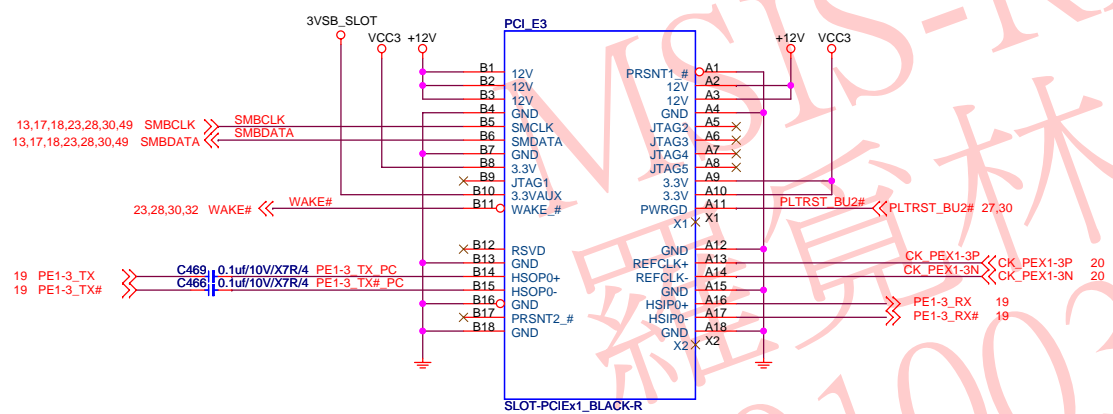 3VSB_SLOT
VCC3
+12V
PCI_E3
+12V
VCC3
B1 12V PRSNT1_# A1
B2 12V 12V A2
B3 12V 12V A3
B4 GND GND A4
13,17,18,23,28,30,49 SMBCLK SMBCLK B5 SMCLK JTAG2 A5
13,17,18,23,28,30,49 SMBDATA SMBDATA B6 SMDATA JTAG3 A6
B7 GND JTAG4 A7
B8 3.3V JTAG5 A8
B9 JTAG1 3.3V A9
B10 3.3VAUX 3.3V A10
23,28,30,32 WAKE# WAKE# B11 WAKE_# PWRGD A11 PLTRST_BU2# PLTRST_BU2# 27,30
X1 X1
B12 RSVD GND A12
B13 GND REFCLK+ A13 CK_PEX1-3P CK_PEX1-3P 20
19 PE1-3_TX C469 0.1uf/10V/X7R/4 PE1-3_TX_PC B14 HSOP0+ REFCLK- A14 CK_PEX1-3N CK_PEX1-3N 20
19 PE1-3_TX# C466 0.1uf/10V/X7R/4 PE1-3_TX#_PC B15 HSOP0- GND A15
B16 GND HSIP0+ A16 PE1-3_RX 19
B17 PRSNT2_# HSIP0- A17 PE1-3_RX# 19
B18 GND GND A18
X2 X2
SLOT-PCIEx1_BLACK-R